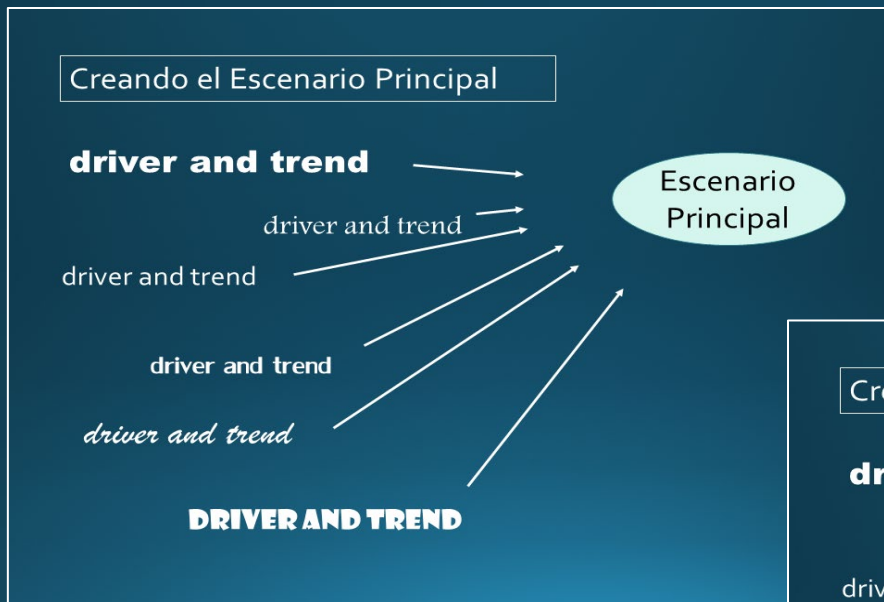 Creando el Escenario Principal
driver and trend
Escenario
Principal
driver and trend
driver and trend
driver and trend
driver and trend
DRIVER AND TREND